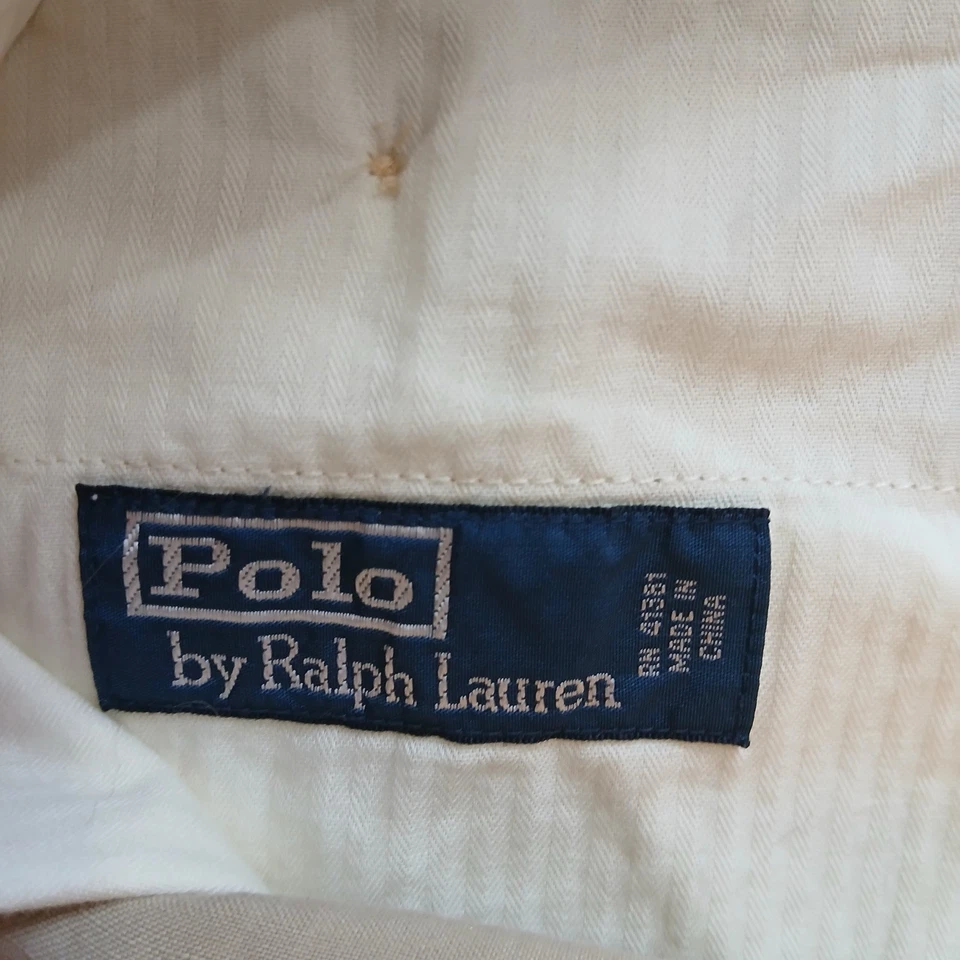 Polo
by Ralph Lauren
RN 41381
MADE IN
CHINA